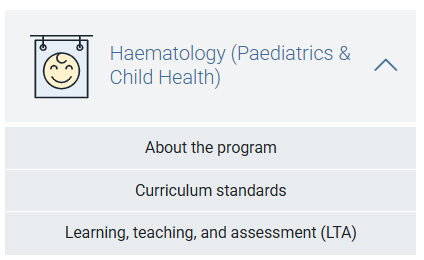 Haematology (Paediatrics &
Child Health)
About the program
Curriculum standards
Learning, teaching, and assessment (LTA)